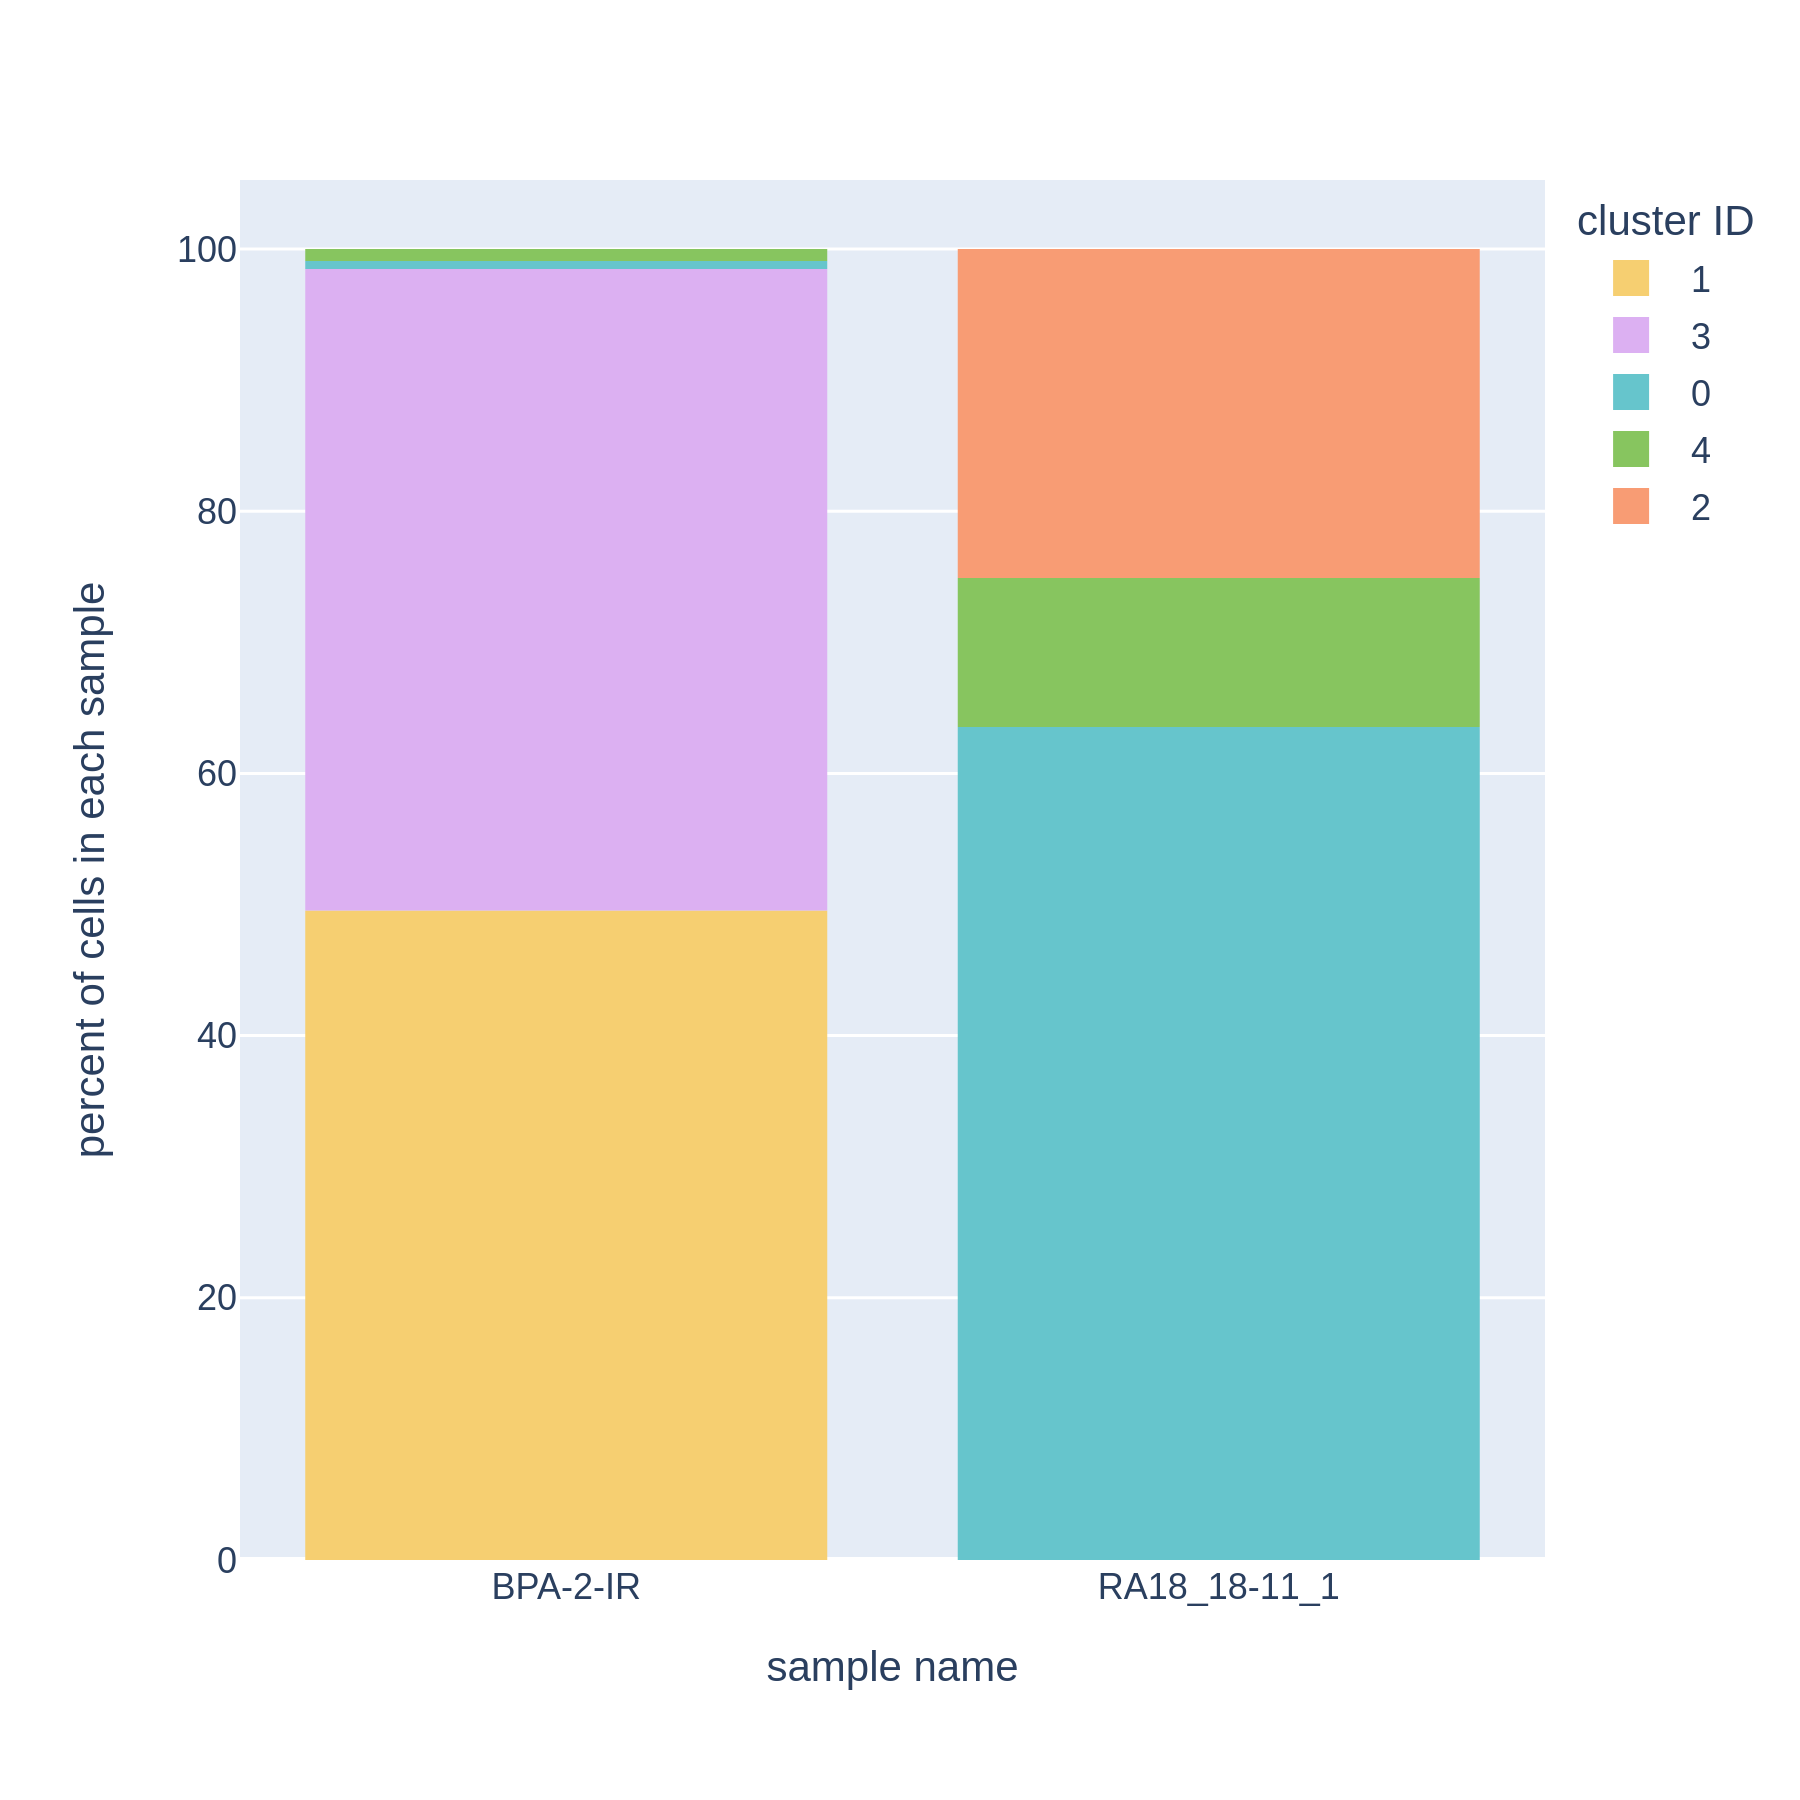 cluster ID
1
3
0
4
2
100
80
60
40
20
0
percent of cells in each sample
BPA-2-IR
RA18_18-11_1
sample name